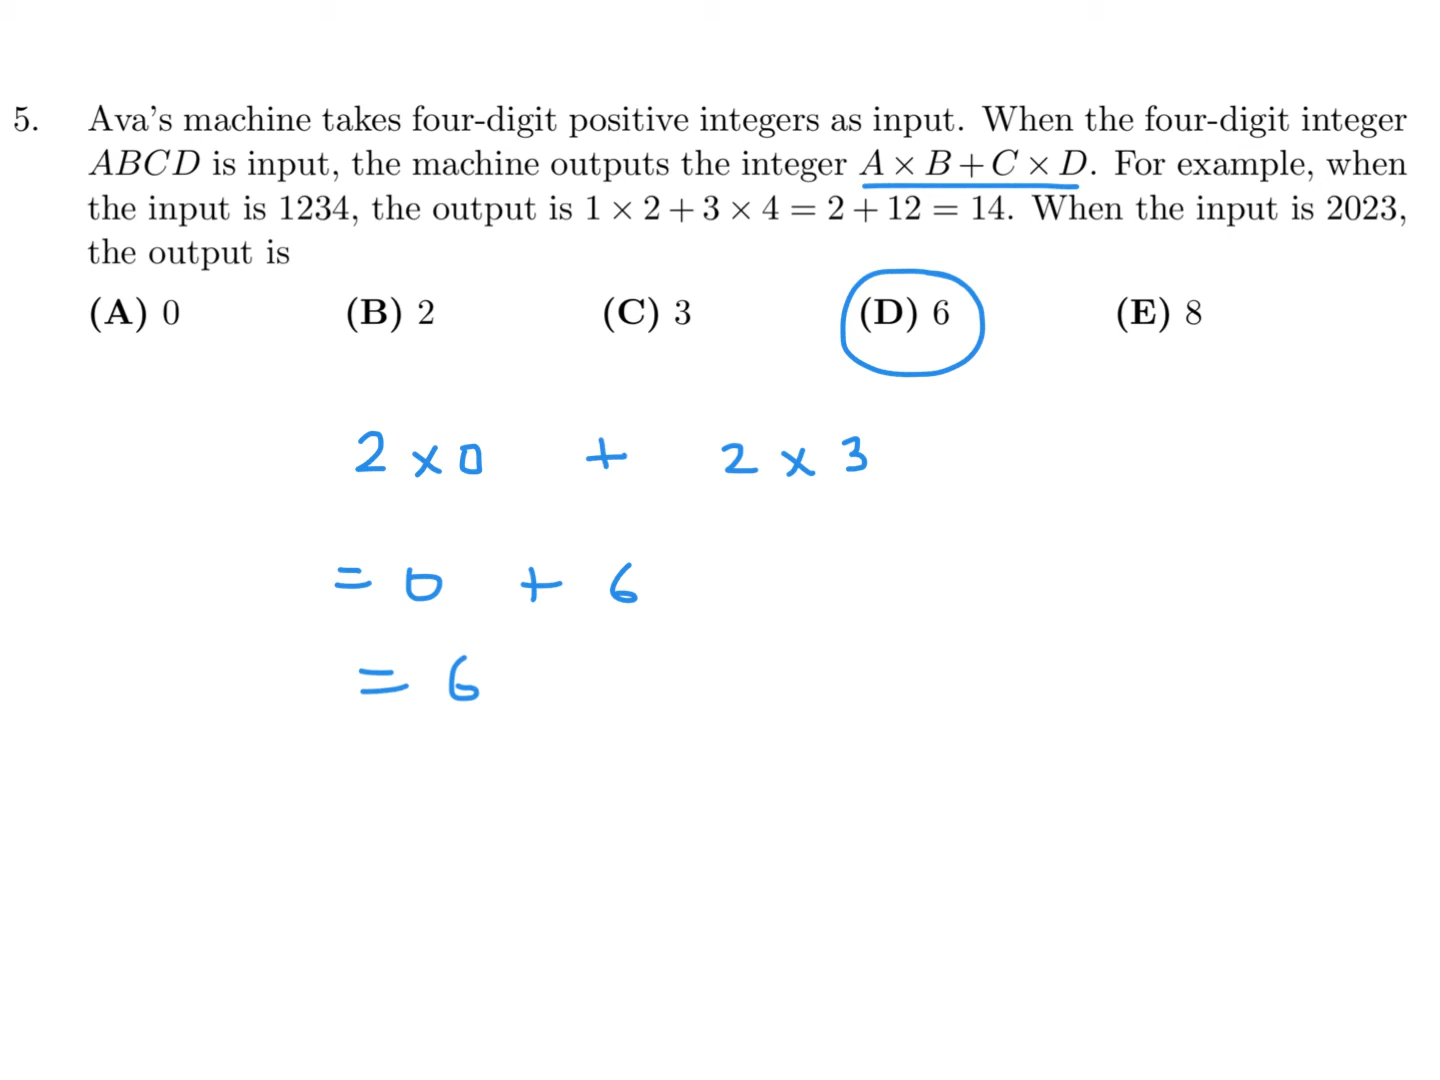 5. Ava's machine takes four-digit positive integers as input. When the four-digit integer
ABCD is input, the machine outputs the integer A × B + C × D. For example, when
the input is 1234, the output is 1 × 2 + 3 × 4 = 2 + 12 = 14. When the input is 2023,
the output is
(A) 0 (B) 2 (C) 3 (D) 6 (E) 8
2 × 0 + 2 × 3
= 0 + 6
= 6